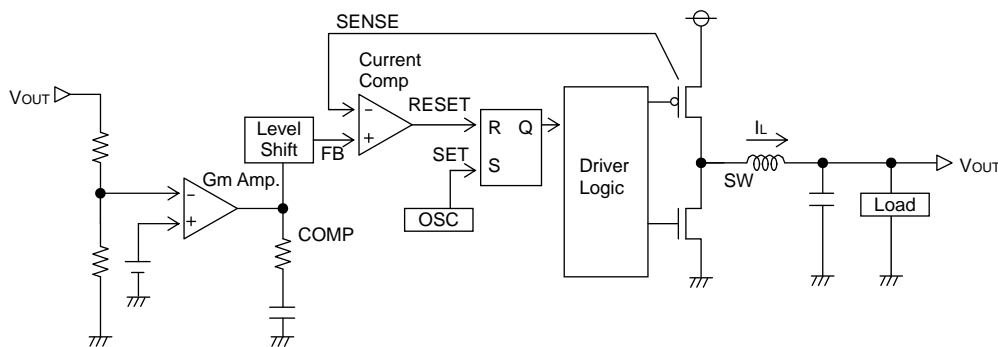 SENSE
Current
Comp
VOUT
RESET
Level
Shift
FB
R Q
S
SET
OSC
Gm Amp.
COMP
Driver
Logic
IL
SW
VOUT
Load
−
+
−
+